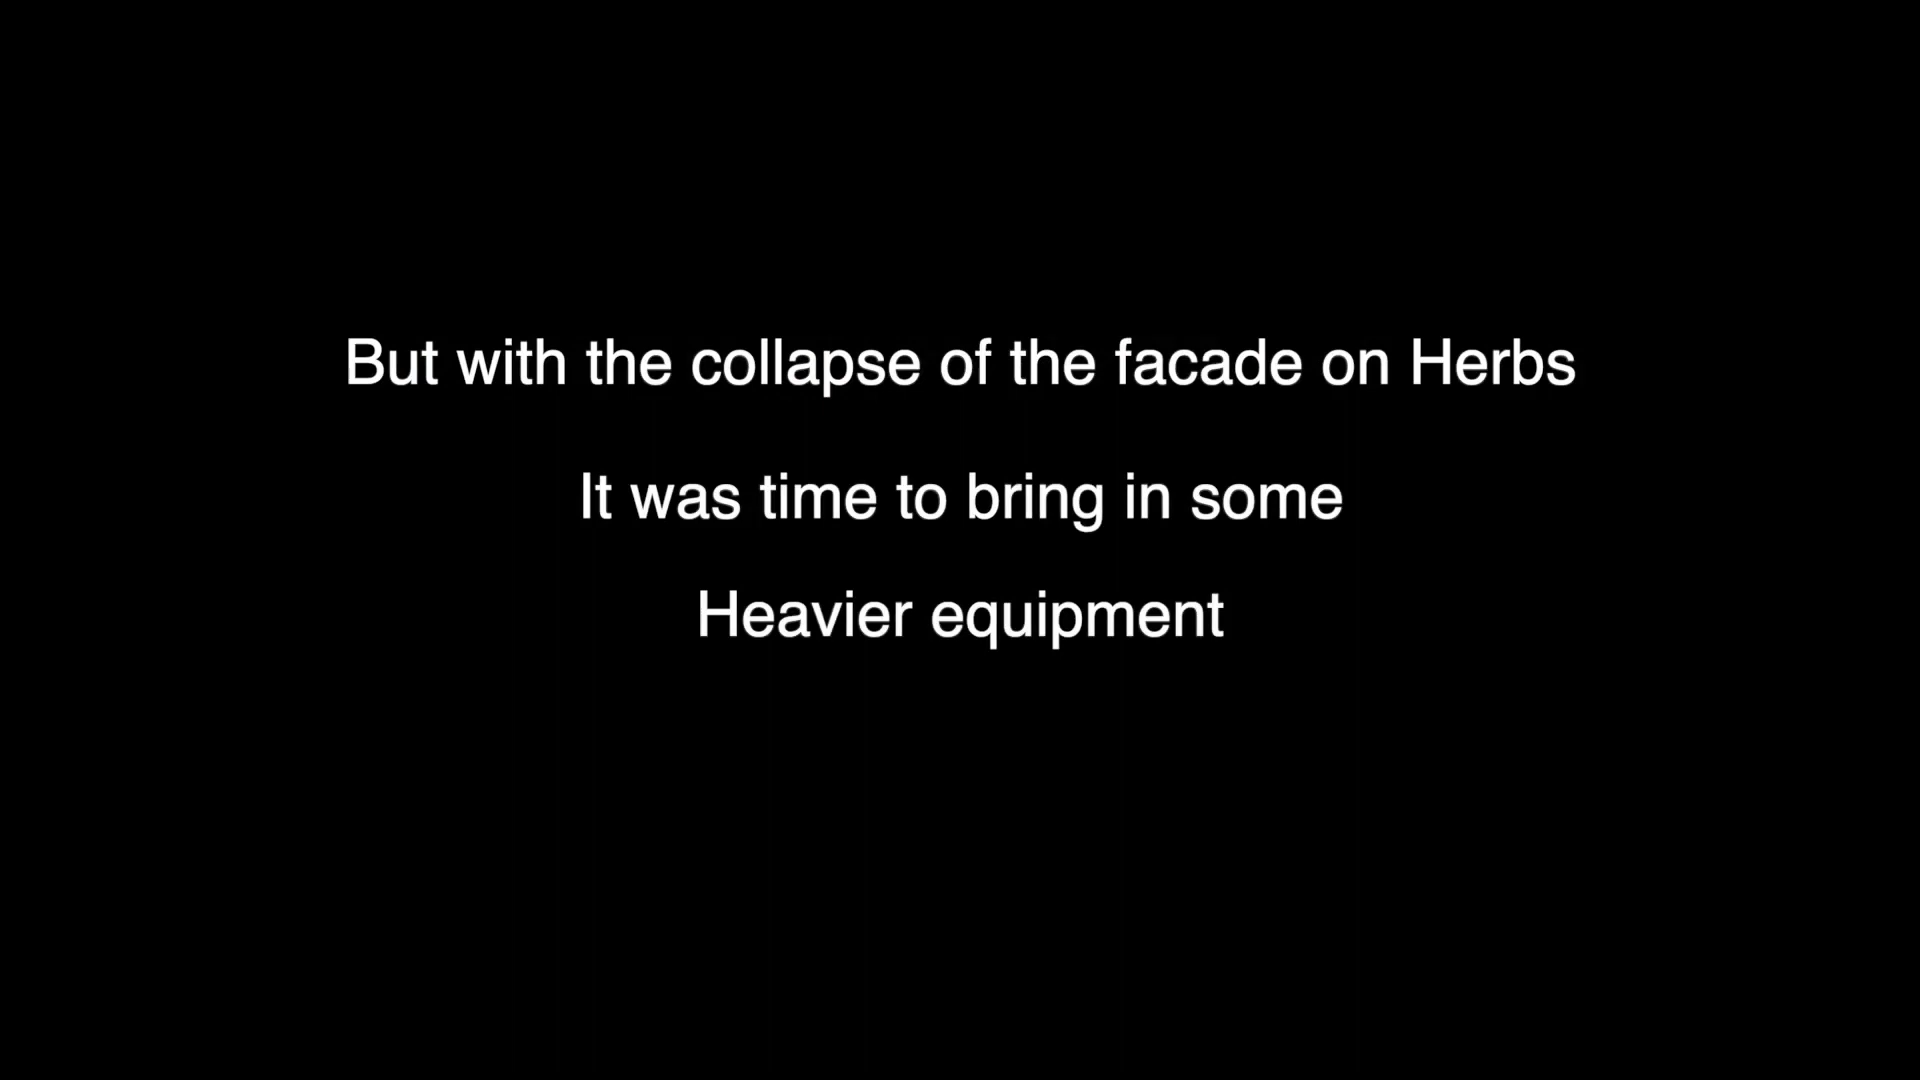 But with the collapse of the facade on Herbs
It was time to bring in some
Heavier equipment